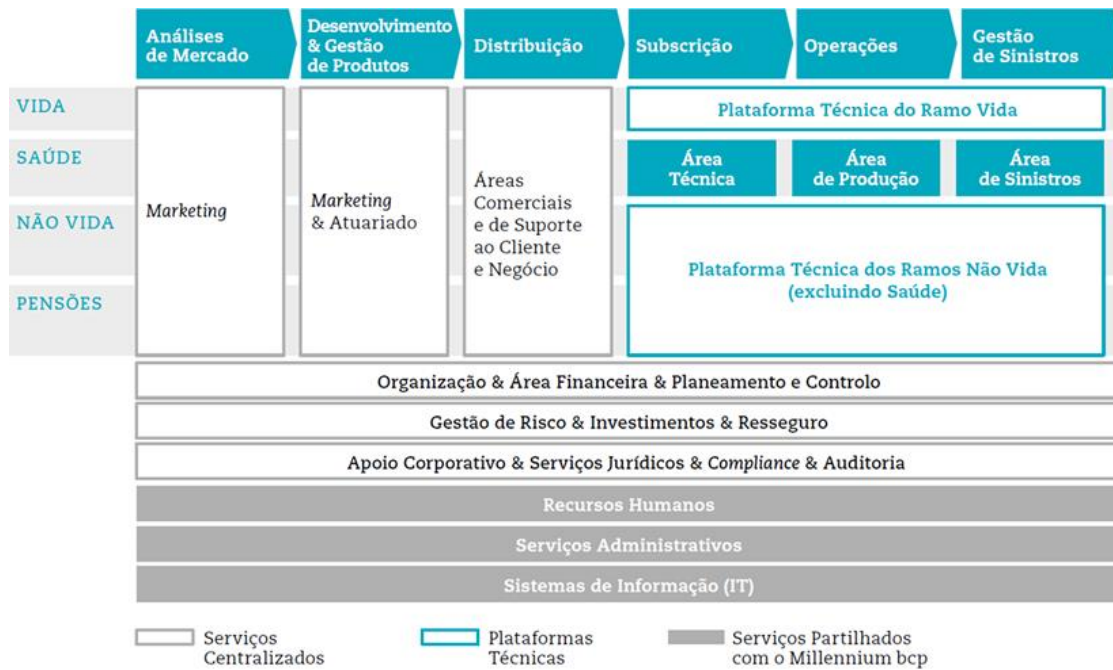 Análises
de Mercado
Desenvolvimento
& Gestão
de Produtos
Distribuição
Subscrição
Operações
Gestão
de Sinistros
VIDA
SAÚDE
NÃO VIDA
PENSÕES
Marketing
Marketing
& Atuariado
Áreas
Comerciais
e de Suporte
ao Cliente
e Negócio
Plataforma Técnica do Ramo Vida
Área
Técnica
Área
de Produção
Área
de Sinistros
Plataforma Técnica dos Ramos Não Vida
(excluindo Saúde)
Organização & Área Financeira & Planeamento e Controlo
Gestão de Risco & Investimentos & Resseguro
Apoio Corporativo & Serviços Jurídicos & Compliance & Auditoria
Recursos Humanos
Serviços Administrativos
Sistemas de Informação (IT)
Serviços
Centralizados
Plataformas
Técnicas
Serviços Partilhados
com o Millennium bcp